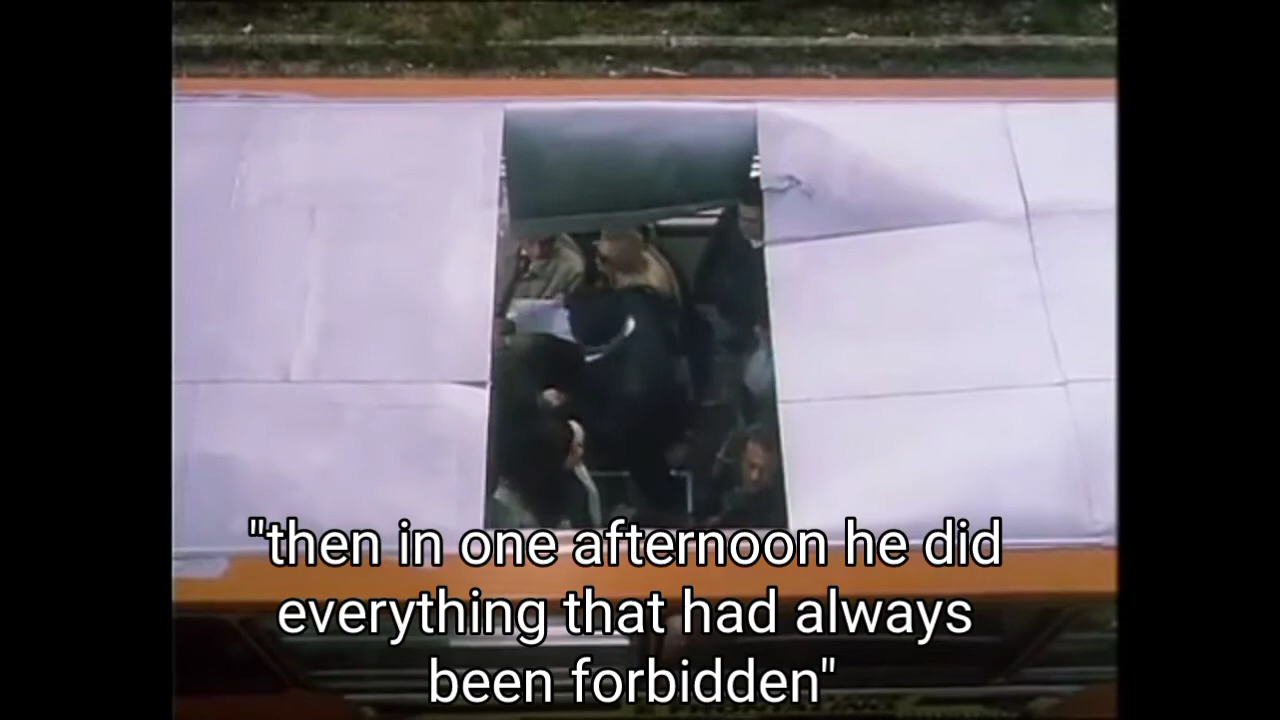 "then in one afternoon he did
everything that had always
been forbidden"